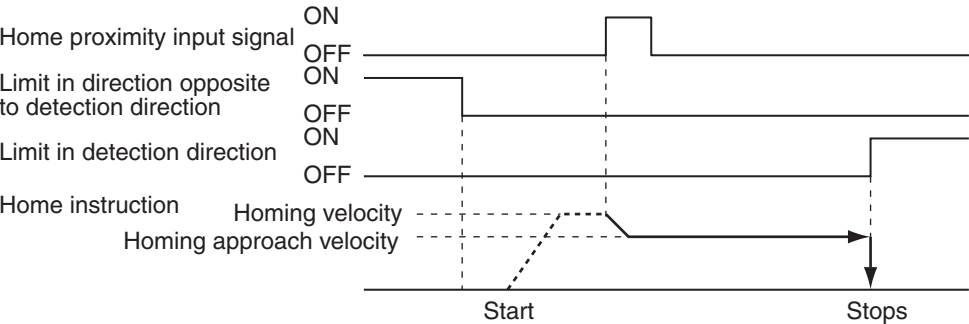 ON
Home proximity input signal
OFF
ON
Limit in direction opposite
to detection direction
OFF
ON
Limit in detection direction
OFF
Home instruction
Homing velocity
Homing approach velocity
Start
Stops